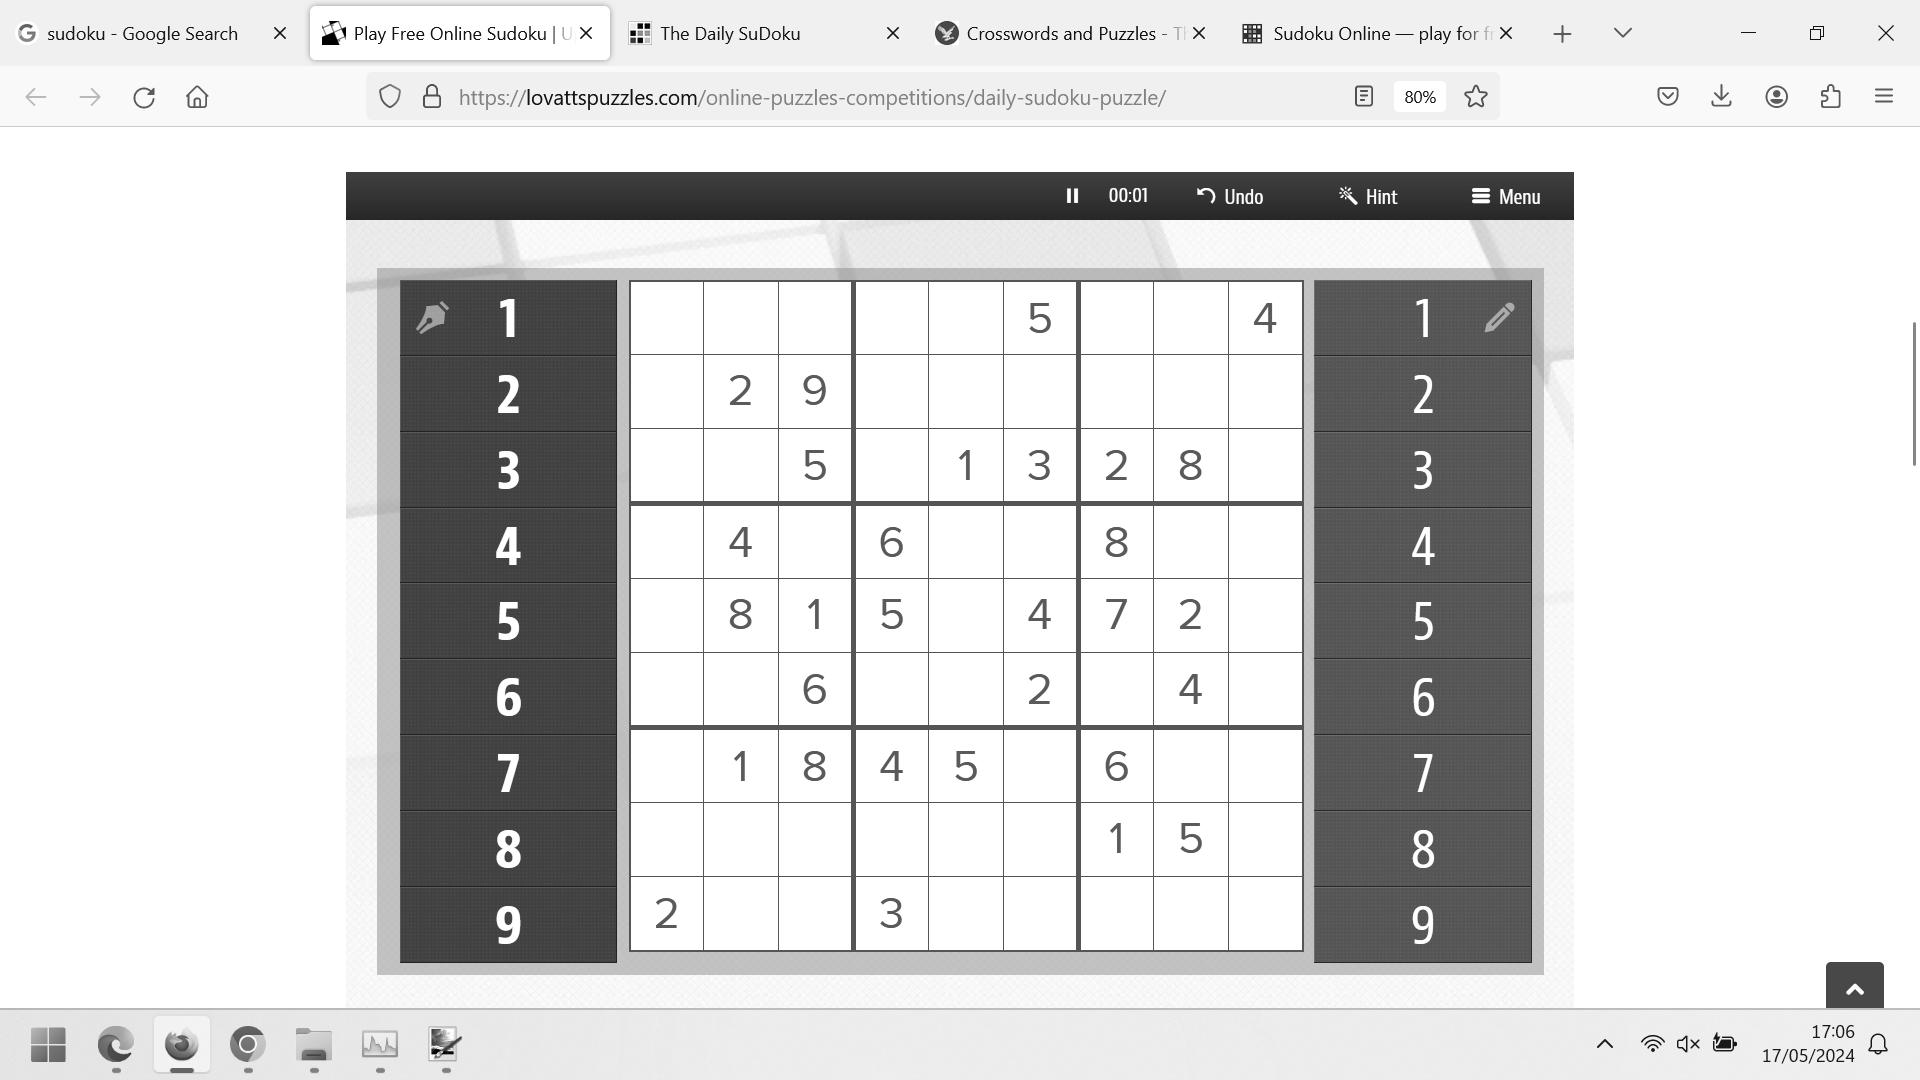 sudoku - Google Search
Play Free Online Sudoku | U
The Daily SuDoku
Crosswords and Puzzles - Th
Sudoku Online — play for fr
https://lovattspuzzles.com/online-puzzles-competitions/daily-sudoku-puzzle/
80%
00:01 Undo Hint Menu
1 5 4 1
2 2 9 2
3 5 1 3 2 8 3
4 4 6 8 4
5 8 1 5 4 7 2 5
6 6 2 4 6
7 1 8 4 5 6 7
8 1 5 8
9 2 3 9
17:06
17/05/2024